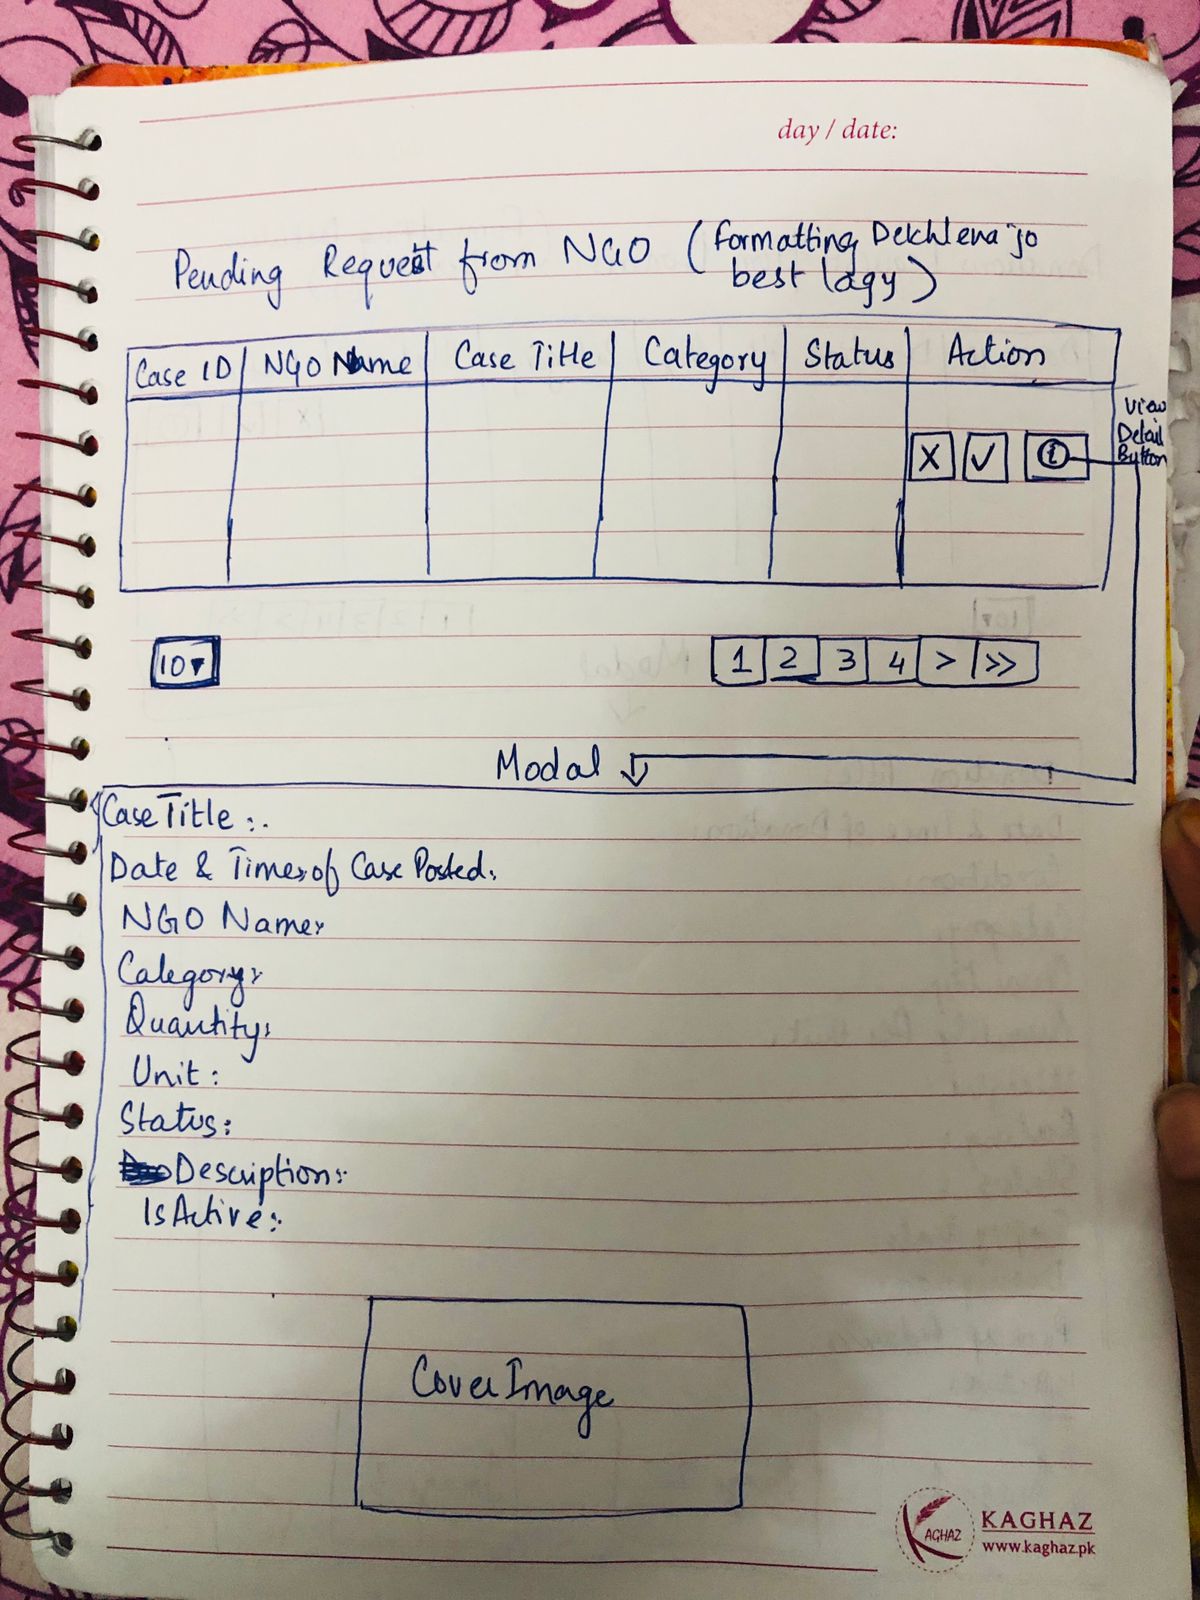 day / date:
Pending Request from NGO (formatting Dekhlena jo
best lagy)
Case ID NGO Name Case Title Category Status Action
View
Detail
Button
X ✓ i
10▾ 1 2 3 4 > >>
Modal
Case Title :.
Date & Time of Case Posted:
NGO Name:
Category:
Quantity:
Unit:
Status:
Description:
IsActive:
Cover Image
KAGHAZ
AGHAZ
www.kaghaz.pk